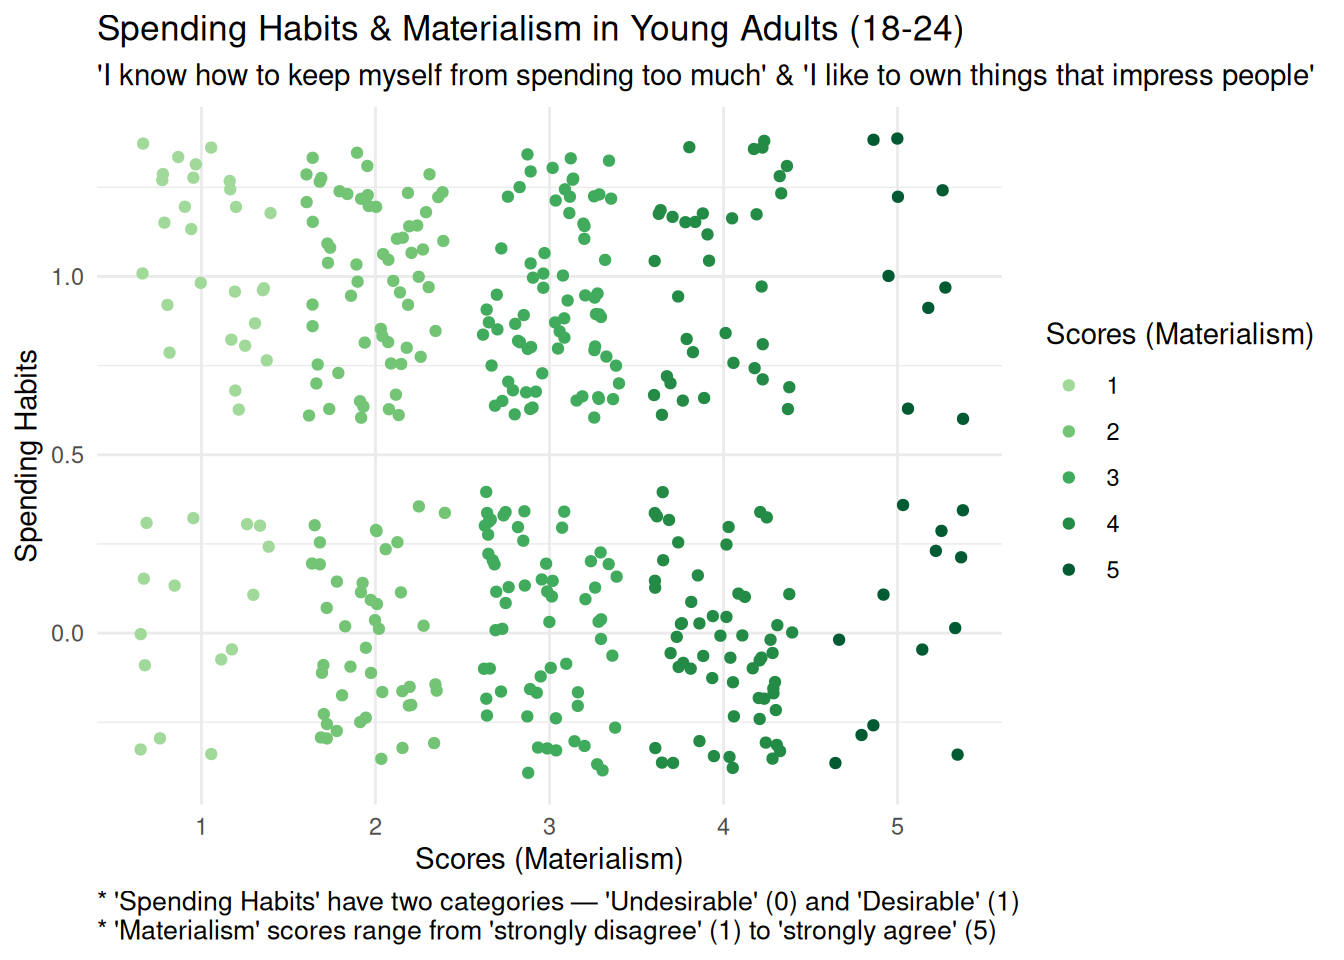 Spending Habits & Materialism in Young Adults (18-24)
'I know how to keep myself from spending too much' & 'I like to own things that impress people'
Spending Habits
1.0
0.5
0.0
1 2 3 4 5
Scores (Materialism)
Scores (Materialism)
1
2
3
4
5
* 'Spending Habits' have two categories — 'Undesirable' (0) and 'Desirable' (1)
* 'Materialism' scores range from 'strongly disagree' (1) to 'strongly agree' (5)